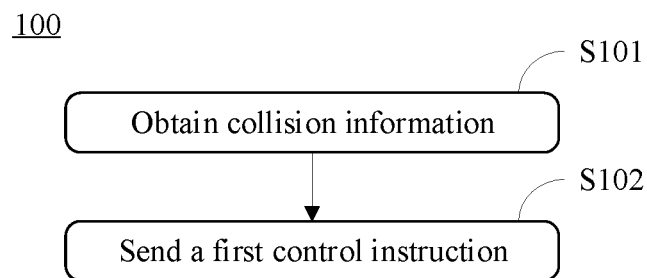 100
S101
Obtain collision information
S102
Send a first control instruction